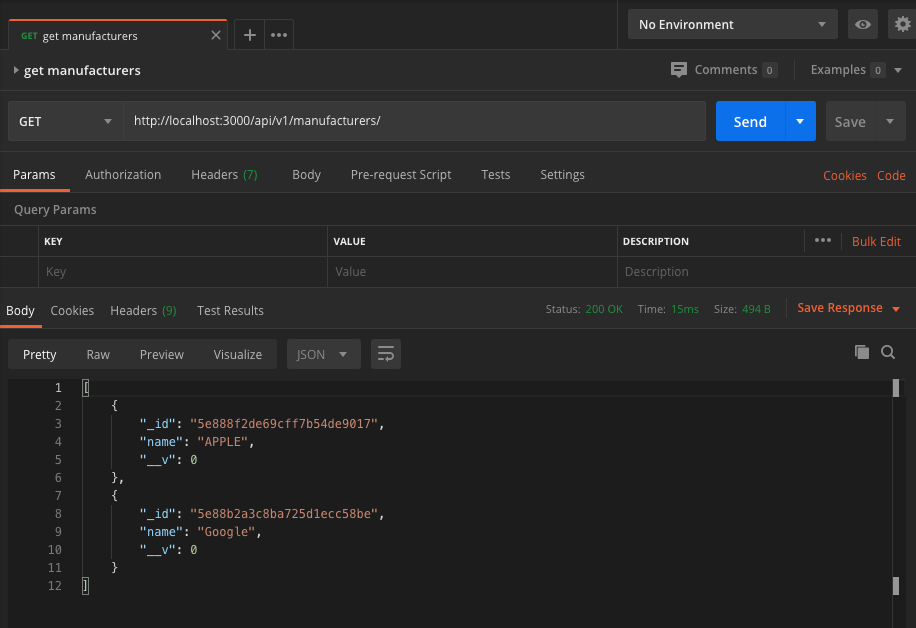 GET get manufacturers
No Environment
get manufacturers
Comments 0 Examples 0
GET http://localhost:3000/api/v1/manufacturers/ Send Save
Params Authorization Headers (7) Body Pre-request Script Tests Settings Cookies Code
Query Params
KEY VALUE DESCRIPTION Bulk Edit
Key Value Description
Body Cookies Headers (9) Test Results Status: 200 OK Time: 15ms Size: 494 B Save Response
Pretty Raw Preview Visualize JSON
1 [
2 {
3 "_id": "5e888f2de69cff7b54de9017",
4 "name": "APPLE",
5 "__v": 0
6 },
7 {
8 "_id": "5e88b2a3c8ba725d1ecc58be",
9 "name": "Google",
10 "__v": 0
11 }
12 ]